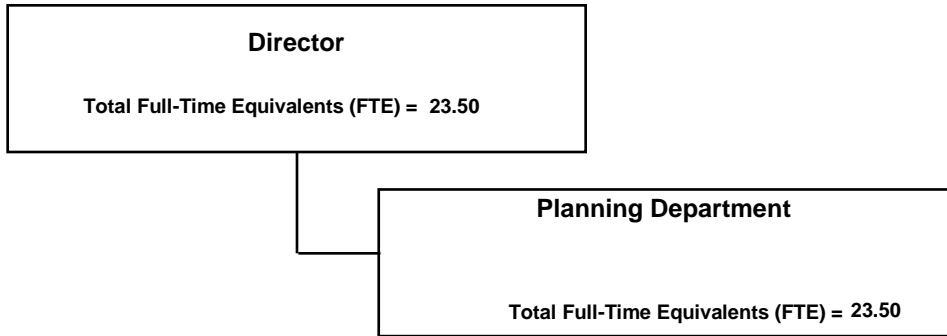 Director
Total Full-Time Equivalents (FTE) = 23.50
Planning Department
Total Full-Time Equivalents (FTE) = 23.50